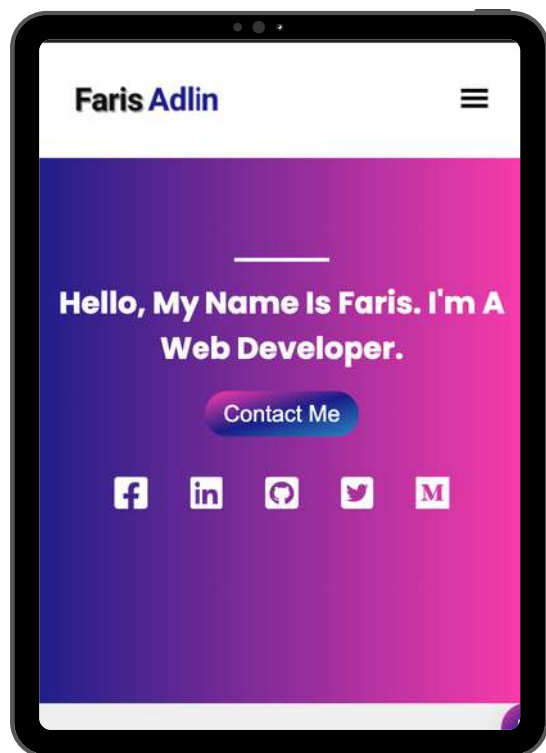 Faris Adlin
Hello, My Name Is Faris. I'm A
Web Developer.
Contact Me